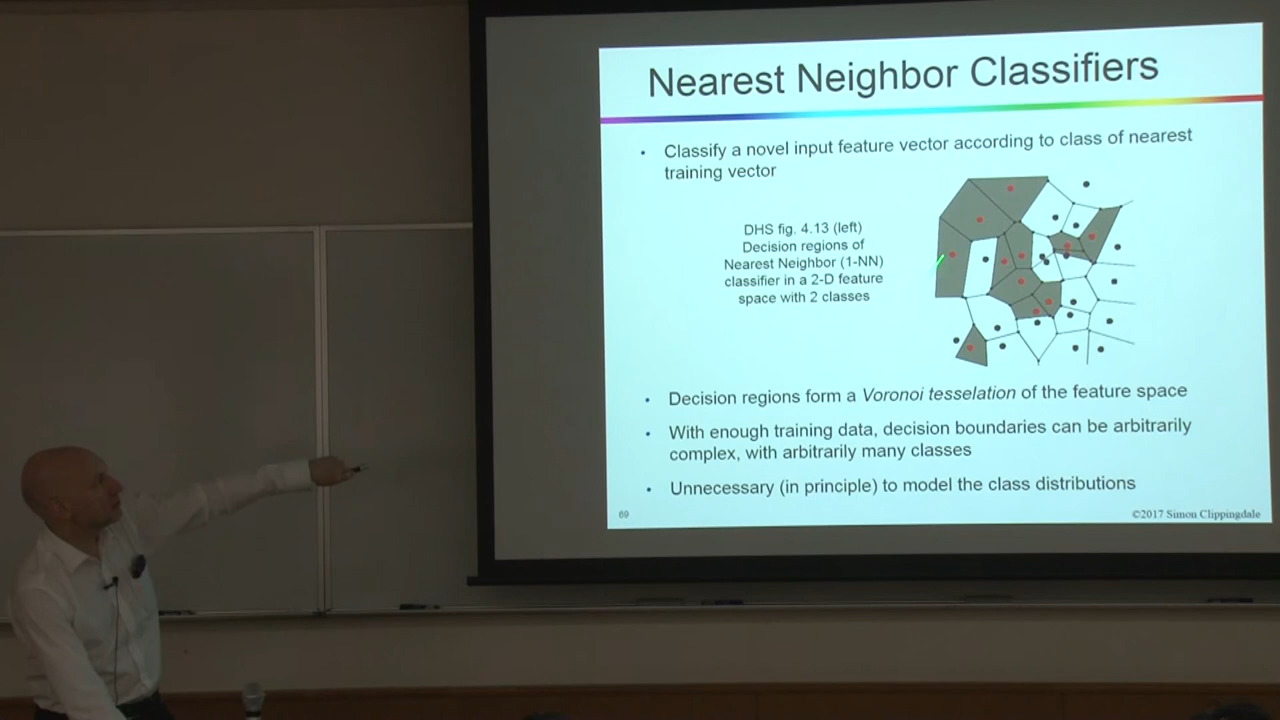 Nearest Neighbor Classifiers
• Classify a novel input feature vector according to class of nearest
training vector
DHS fig. 4.13 (left)
Decision regions of
Nearest Neighbor (1-NN)
classifier in a 2-D feature
space with 2 classes
• Decision regions form a Voronoi tesselation of the feature space
• With enough training data, decision boundaries can be arbitrarily
complex, with arbitrarily many classes
• Unnecessary (in principle) to model the class distributions
69
©2017 Simon Clippingdale